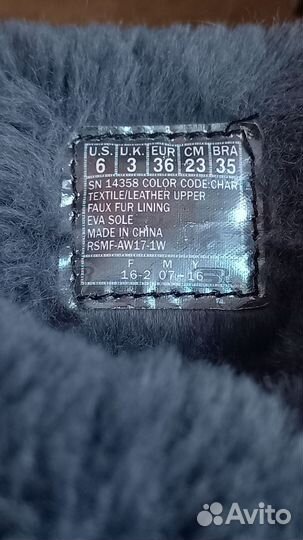 U.S. U.K. EUR CM BRA
6 3 36 23 35
SN 14358 COLOR CODE:CHAR
TEXTILE/LEATHER UPPER
FAUX FUR LINING
EVA SOLE
MADE IN CHINA
RSMF-AW17-1W
F M Y
16-2 07-16
Avito